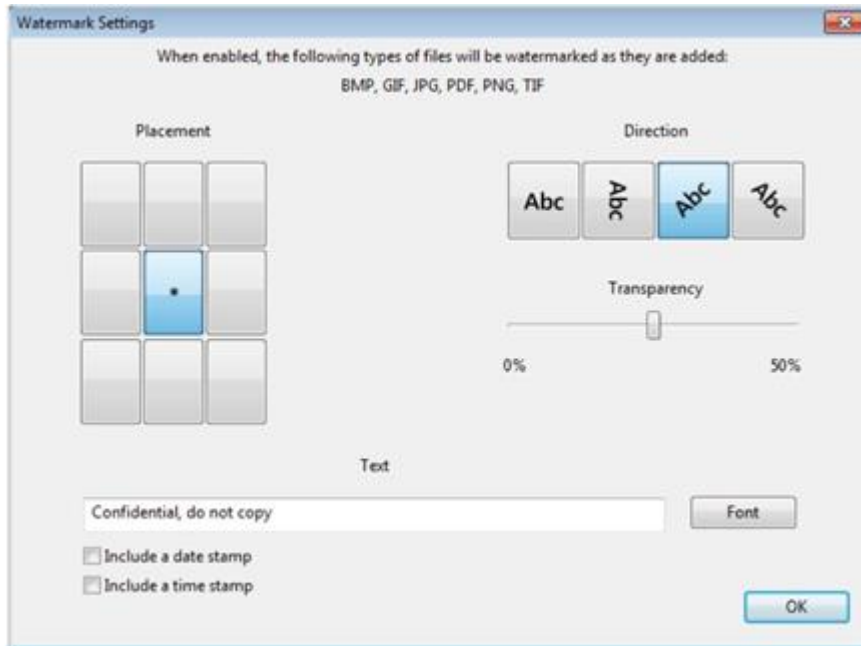 Watermark Settings
When enabled, the following types of files will be watermarked as they are added:
BMP, GIF, JPG, PDF, PNG, TIF
Placement
Direction
Abc Abc Abc Abc
Transparency
0% 50%
Text
Confidential, do not copy
Font
Include a date stamp
Include a time stamp
OK